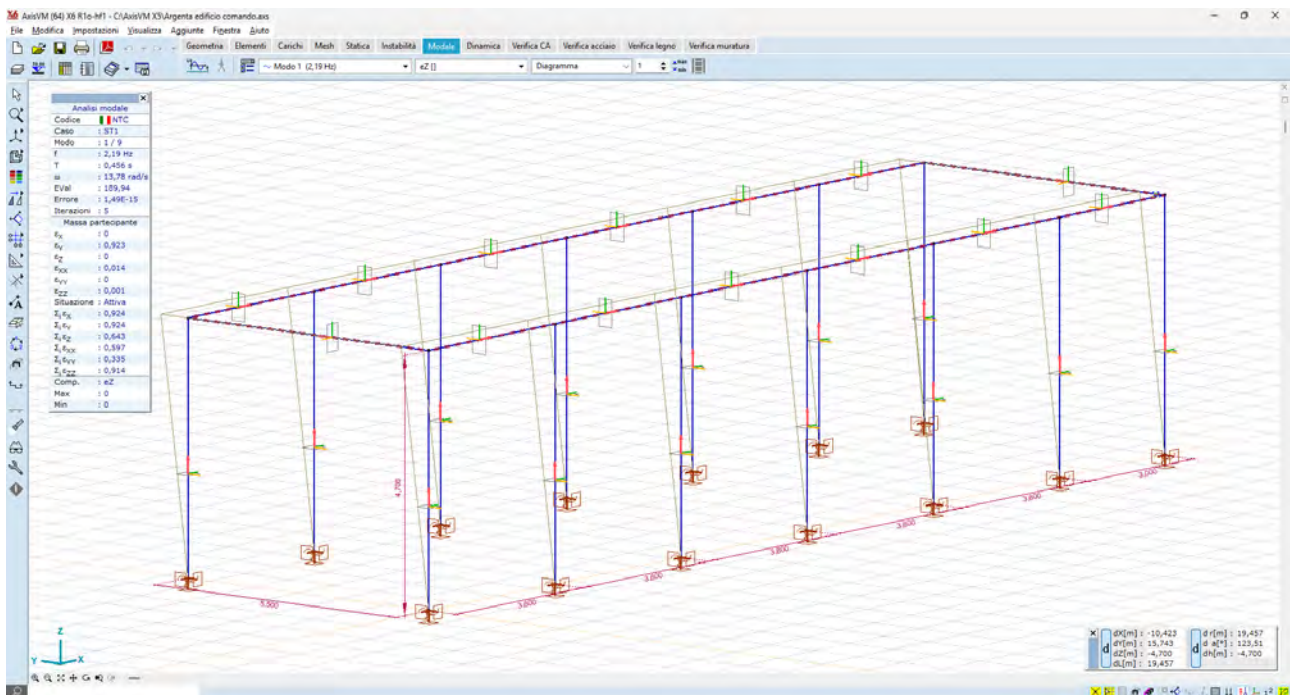 AxisVM (64) X6 R1o-hf1 - C:\AxisVM X5\Argenta edificio comando.axs
File Modifica Impostazioni Visualizza Aggiunte Finestra Aiuto
Geometria Elementi Carichi Mesh Statica Instabilità Modale Dinamica Verifica CA Verifica acciaio Verifica legno Verifica muratura
Modo 1 (2,19 Hz) eZ [] Diagramma 1
Analisi modale
Codice NTC
Caso : ST1
Modo : 1 / 9
f : 2,19 Hz
T : 0,456 s
ω : 13,78 rad/s
EVal : 189,94
Errore : 1,49E-15
Iterazioni : 5
Massa partecipante
εX : 0
εY : 0,923
εZ : 0
εXX : 0,014
εYY : 0
εZZ : 0,001
Situazione : Attiva
Σi εX : 0,924
Σi εY : 0,924
Σi εZ : 0,643
Σi εXX : 0,597
Σi εYY : 0,335
Σi εZZ : 0,914
Comp. : eZ
Max : 0
Min : 0
4,700
5,500
3,600
3,600
3,600
3,600
3,600
Z
Y
X
d
dX[m] : -10,423
dY[m] : 15,743
dZ[m] : -4,700
dL[m] : 19,457
d
d r[m] : 19,457
d a[°] : 123,51
dh[m] : -4,700